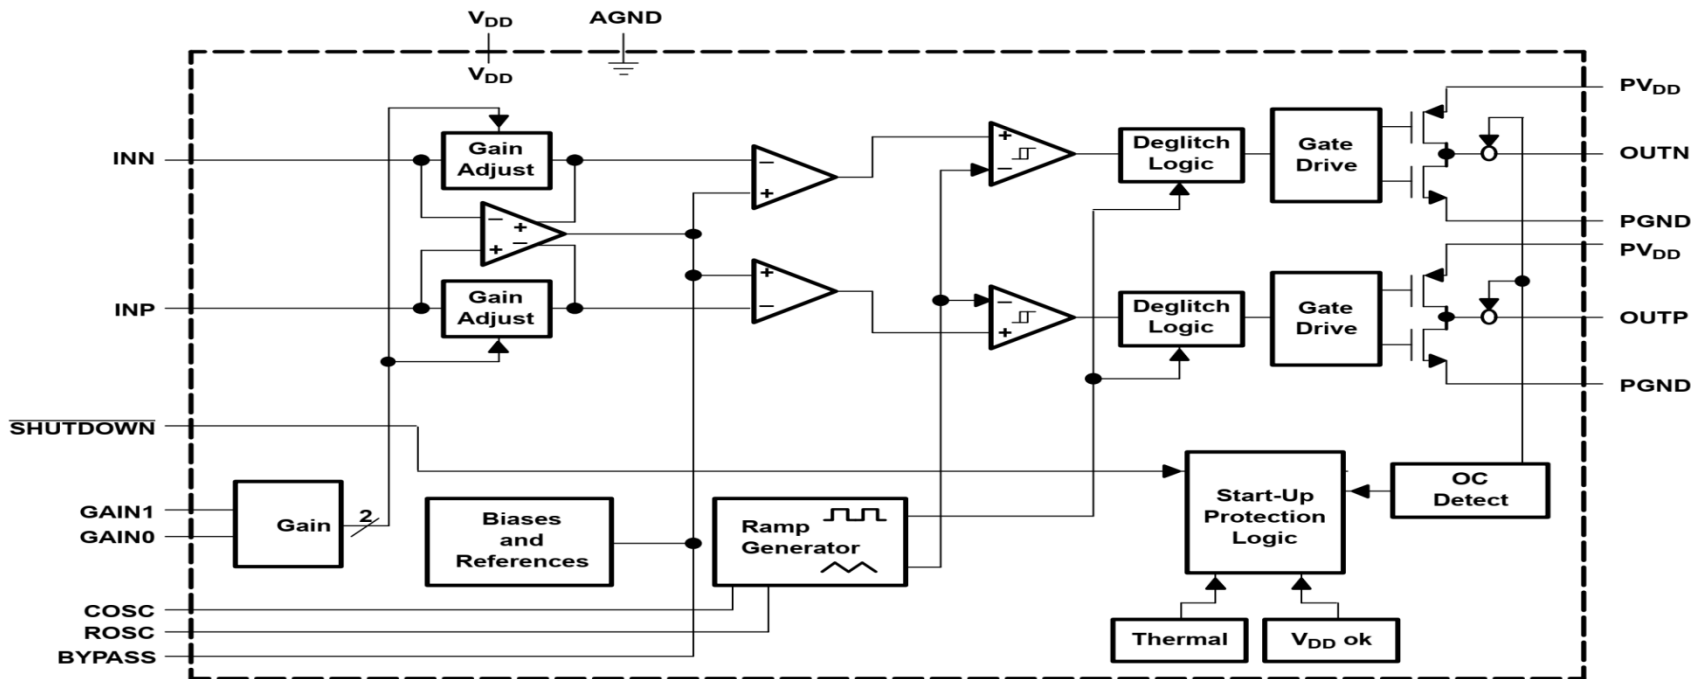 VDD
AGND
VDD
PVDD
INN
Gain
Adjust
−
+
+
−
Deglitch
Logic
Gate
Drive
OUTN
−
+
−
+
PGND
PVDD
INP
Gain
Adjust
+
−
−
+
Deglitch
Logic
Gate
Drive
OUTP
PGND
SHUTDOWN
GAIN1
GAIN0
Gain
2
Biases
and
References
Ramp
Generator
Start-Up
Protection
Logic
OC
Detect
COSC
ROSC
BYPASS
Thermal
VDD ok